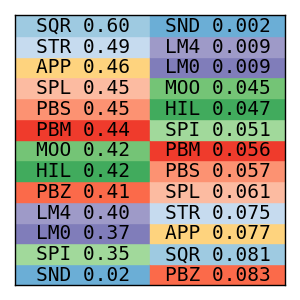 SQR 0.60 SND 0.002
STR 0.49 LM4 0.009
APP 0.46 LM0 0.009
SPL 0.45 MOO 0.045
PBS 0.45 HIL 0.047
PBM 0.44 SPI 0.051
MOO 0.42 PBM 0.056
HIL 0.42 PBS 0.057
PBZ 0.41 SPL 0.061
LM4 0.40 STR 0.075
LM0 0.37 APP 0.077
SPI 0.35 SQR 0.081
SND 0.02 PBZ 0.083